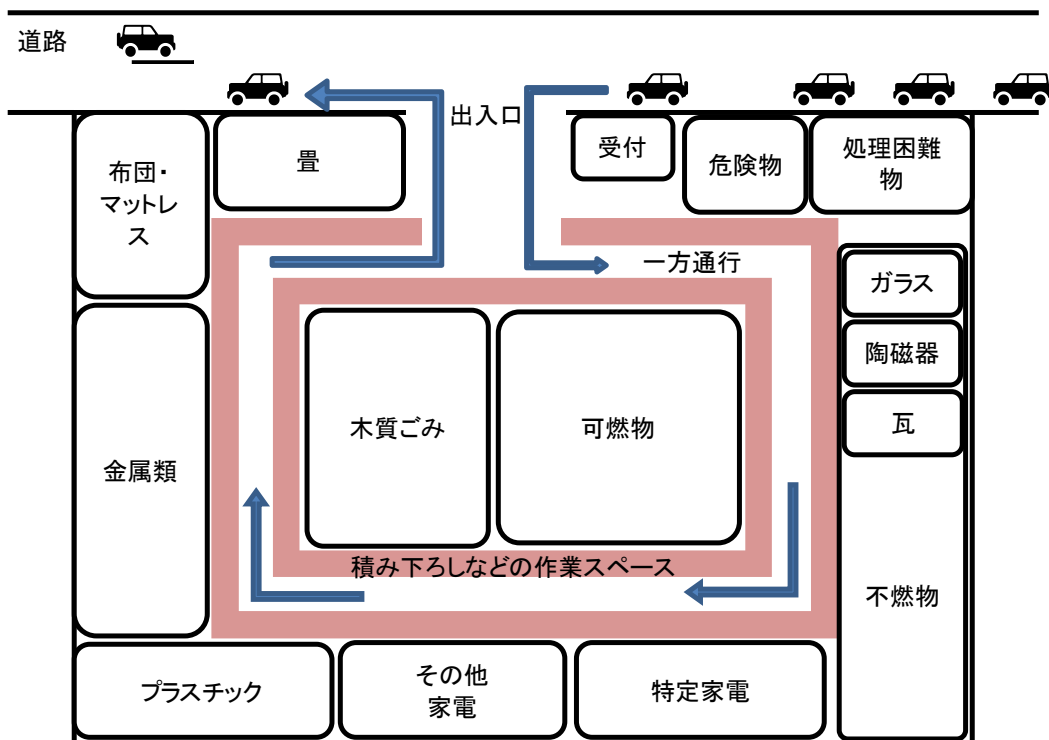 道路
出入口
受付
危険物
処理困難
物
畳
布団・
マットレ
ス
一方通行
ガラス
陶磁器
瓦
木質ごみ
可燃物
金属類
積み下ろしなどの作業スペース
不燃物
プラスチック
その他
家電
特定家電